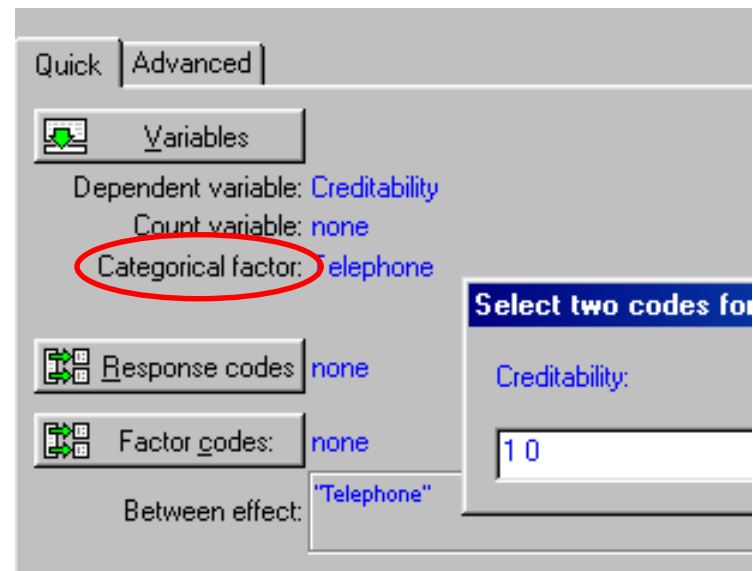 Quick Advanced
Variables
Dependent variable: Creditability
Count variable: none
Categorical factor: Telephone
Select two codes for
Creditability:
1 0
Response codes none
Factor codes: none
Between effect: "Telephone"